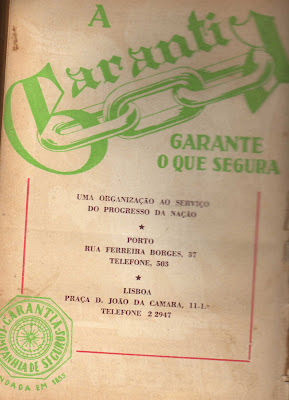 A
Garantia
GARANTE
O QUE SEGURA
UMA ORGANIZAÇÃO AO SERVIÇO
DO PROGRESSO DA NAÇÃO
★
PORTO
RUA FERREIRA BORGES, 37
TELEFONE, 503
★
LISBOA
PRAÇA D. JOÃO DA CAMARA, 11-1.º
TELEFONE 2 2947
GARANTIA
COMPANHIA DE SEGUROS
FUNDADA EM